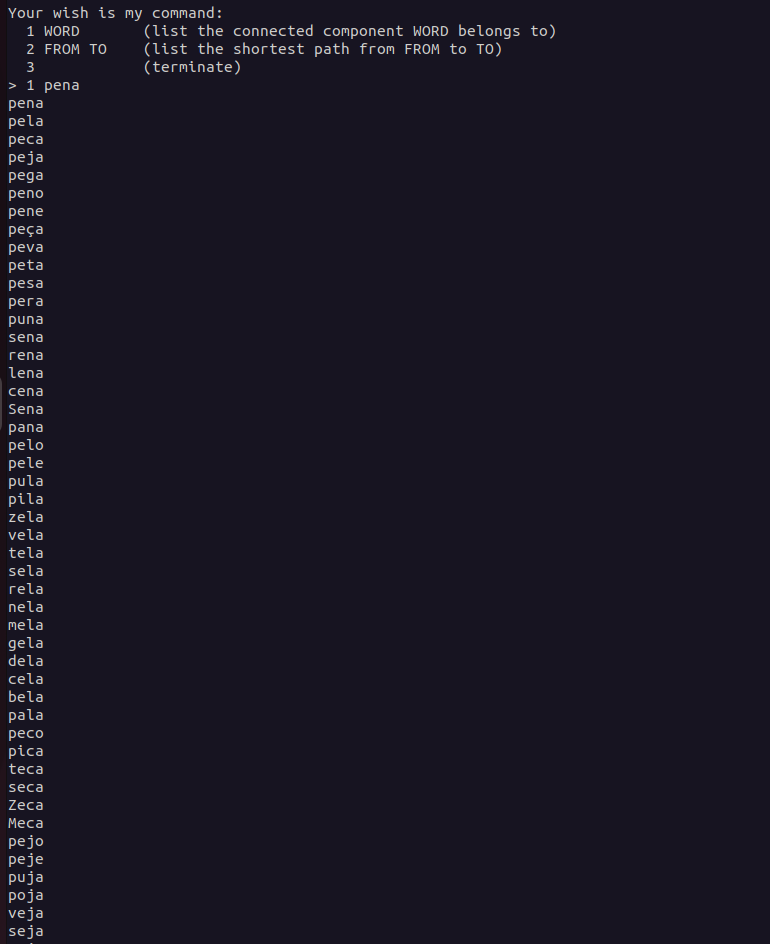 Your wish is my command:
  1 WORD       (list the connected component WORD belongs to)
  2 FROM TO    (list the shortest path from FROM to TO)
  3            (terminate)
> 1 pena
pena
pela
peca
peja
pega
peno
pene
peça
peva
peta
pesa
pera
puna
sena
rena
lena
cena
Sena
pana
pelo
pele
pula
pila
zela
vela
tela
sela
rela
nela
mela
gela
dela
cela
bela
pala
peco
pica
teca
seca
Zeca
Meca
pejo
peje
puja
poja
veja
seja